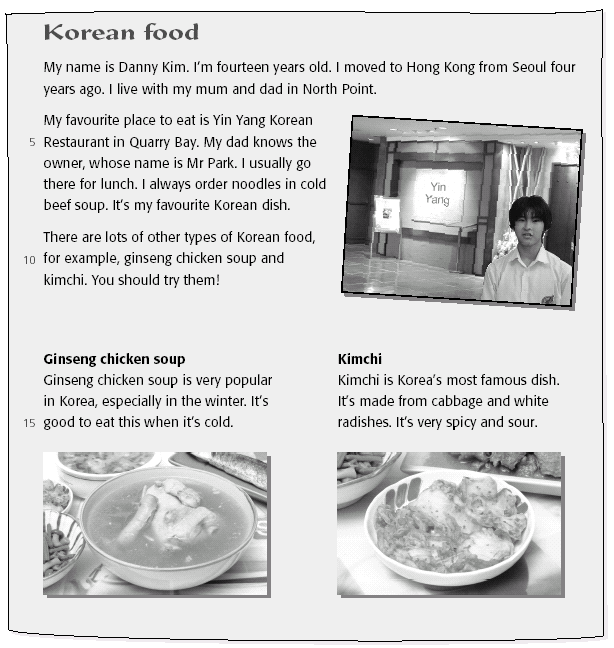 Korean food
My name is Danny Kim. I'm fourteen years old. I moved to Hong Kong from Seoul four
years ago. I live with my mum and dad in North Point.
My favourite place to eat is Yin Yang Korean
5 Restaurant in Quarry Bay. My dad knows the
owner, whose name is Mr Park. I usually go
there for lunch. I always order noodles in cold
beef soup. It's my favourite Korean dish.
There are lots of other types of Korean food,
10 for example, ginseng chicken soup and
kimchi. You should try them!
Yin
Yang
Ginseng chicken soup
Ginseng chicken soup is very popular
in Korea, especially in the winter. It's
15 good to eat this when it's cold.
Kimchi
Kimchi is Korea's most famous dish.
It's made from cabbage and white
radishes. It's very spicy and sour.